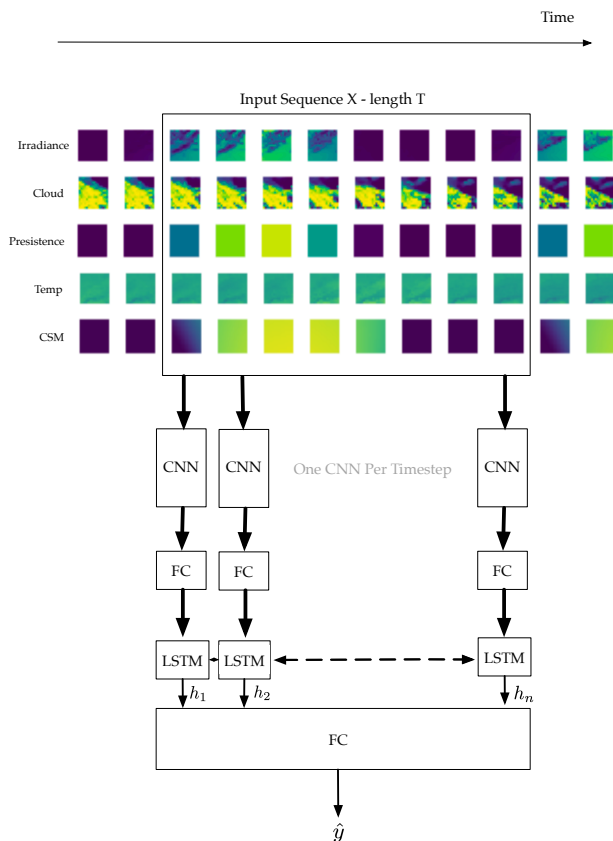 Time
Input Sequence X - length T
Irradiance
Cloud
Presistence
Temp
CSM
CNN CNN One CNN Per Timestep CNN
FC FC FC
LSTM LSTM LSTM
h₁ h₂ hₙ
FC
ŷ